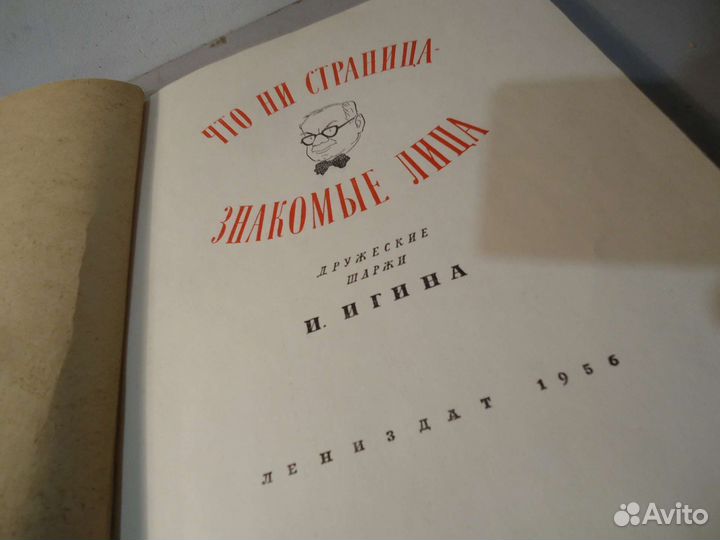 ЧТО НИ СТРАНИЦА-
ЗНАКОМЫЕ ЛИЦА
ДРУЖЕСКИЕ
ШАРЖИ
И. ИГИНА
ЛЕНИЗДАТ 1956
Avito